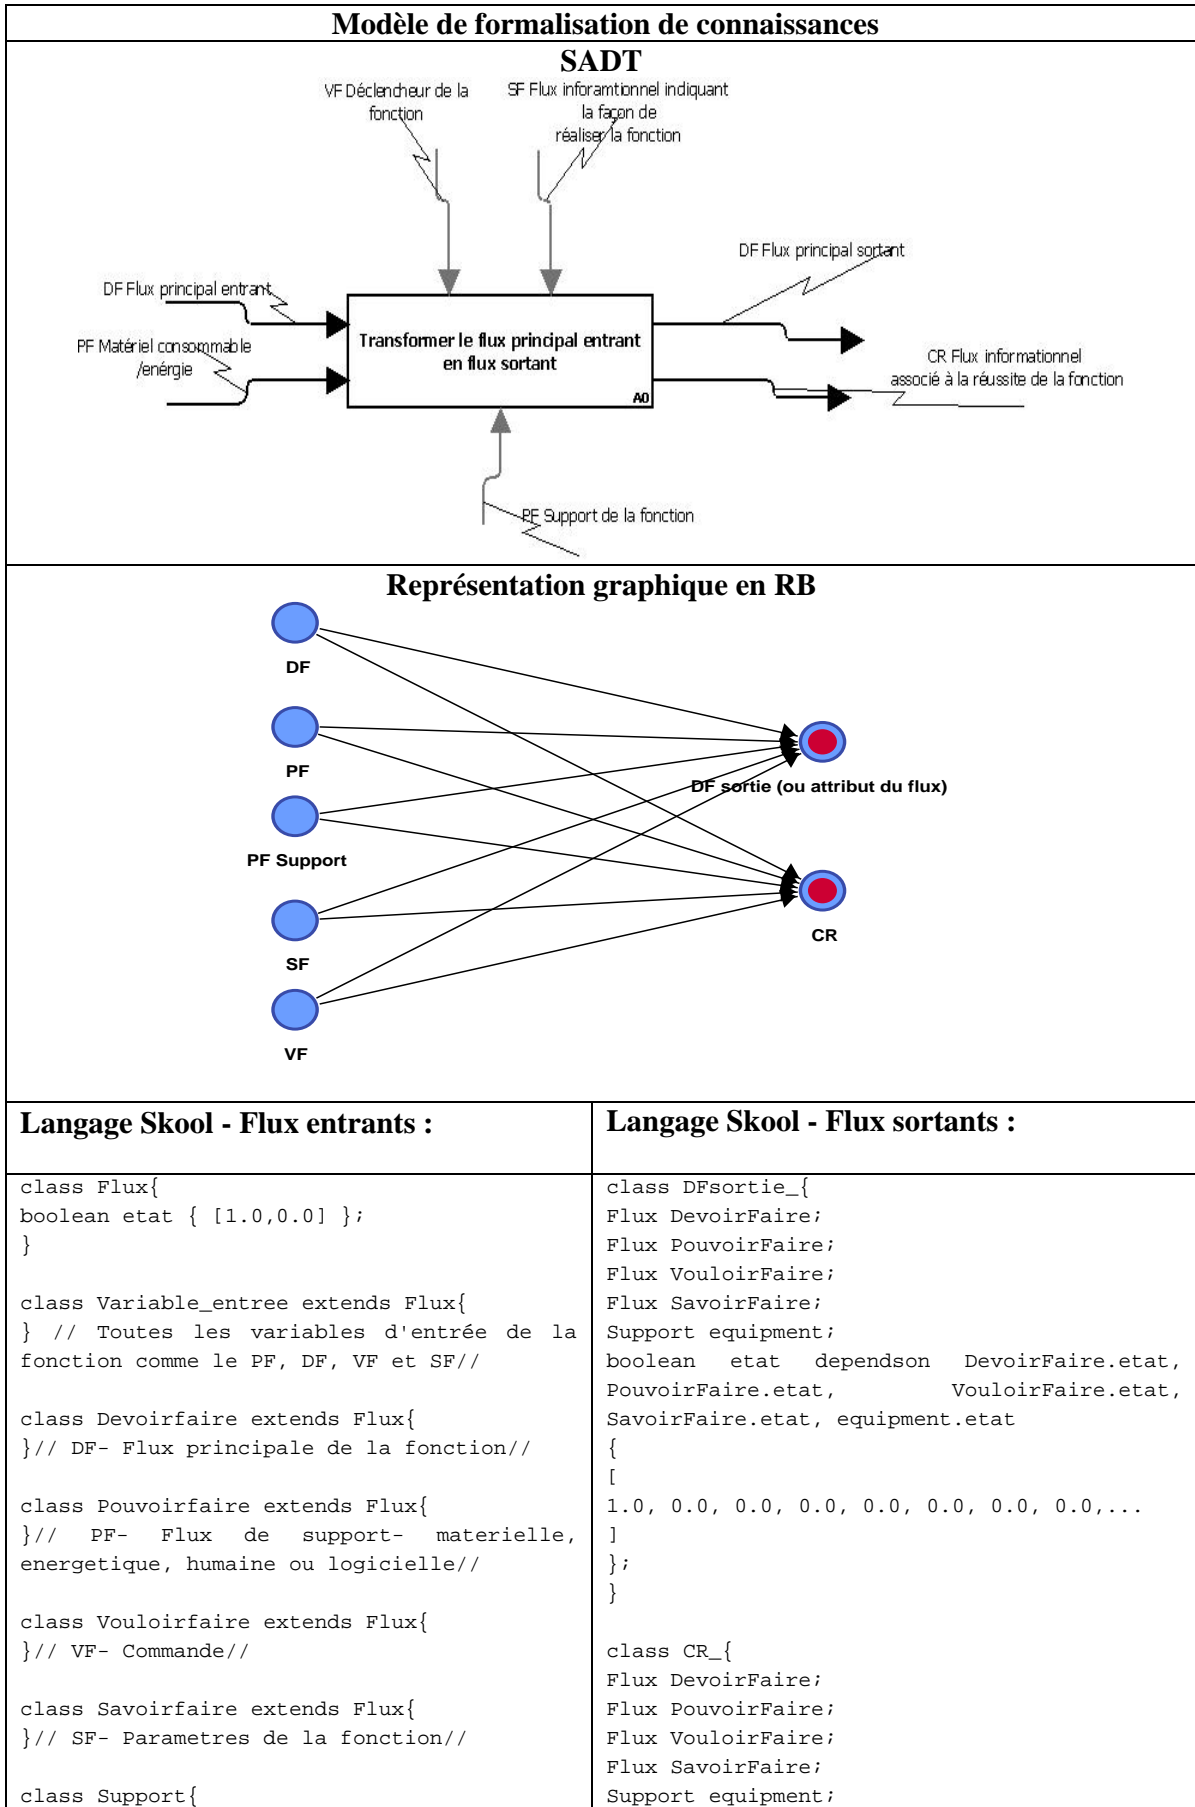 Modèle de formalisation de connaissances
SADT
VF Déclencheur de la
fonction
SF Flux inforamtionnel indiquant
la façon de
réaliser la fonction
DF Flux principal sortant
DF Flux principal entrant
PF Matériel consommable
/enérgie
Transformer le flux principal entrant
en flux sortant
A0
CR Flux informationnel
associé à la réussite de la fonction
PF Support de la fonction
Représentation graphique en RB
DF
PF
DF sortie (ou attribut du flux)
PF Support
SF
CR
VF
Langage Skool - Flux entrants :
class Flux{
boolean etat { [1.0,0.0] };
}
class Variable_entree extends Flux{
} // Toutes les variables d'entrée de la
fonction comme le PF, DF, VF et SF//
class Devoirfaire extends Flux{
}// DF- Flux principale de la fonction//
class Pouvoirfaire extends Flux{
}// PF- Flux de support- materielle,
energetique, humaine ou logicielle//
class Vouloirfaire extends Flux{
}// VF- Commande//
class Savoirfaire extends Flux{
}// SF- Parametres de la fonction//
class Support{
Langage Skool - Flux sortants :
class DFsortie_{
Flux DevoirFaire;
Flux PouvoirFaire;
Flux VouloirFaire;
Flux SavoirFaire;
Support equipment;
boolean etat dependson DevoirFaire.etat,
PouvoirFaire.etat, VouloirFaire.etat,
SavoirFaire.etat, equipment.etat
{
[
1.0, 0.0, 0.0, 0.0, 0.0, 0.0, 0.0, 0.0,...
]
};
}
class CR_{
Flux DevoirFaire;
Flux PouvoirFaire;
Flux VouloirFaire;
Flux SavoirFaire;
Support equipment;